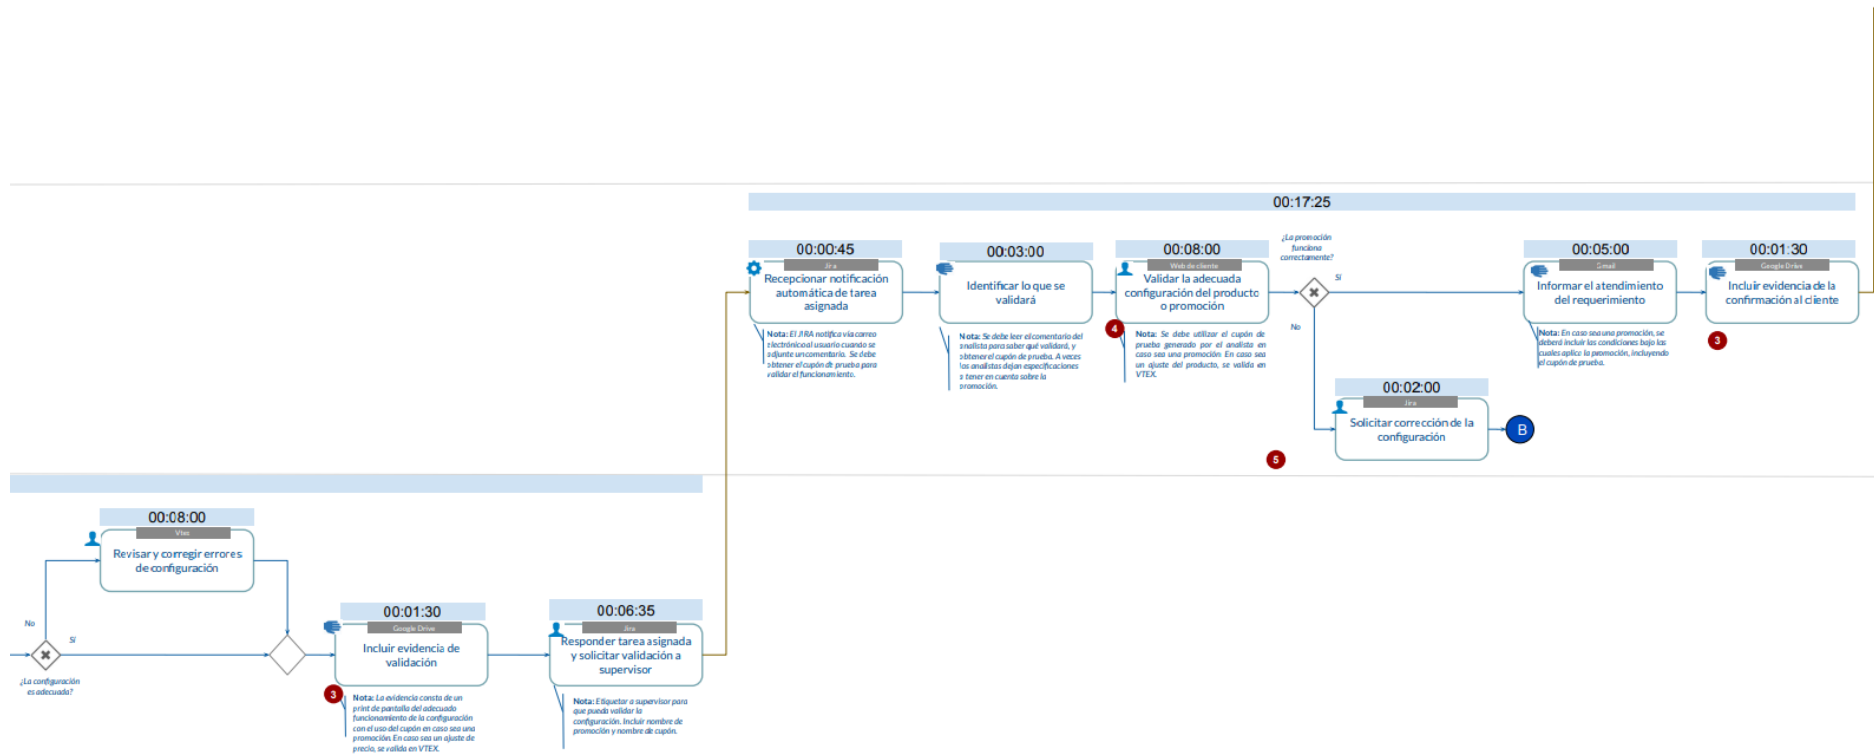 00:17:25
00:00:45
Jira
Recepcionar notificación
automática de tarea
asignada
Nota: El JIRA notifica vía correo
electrónico al usuario cuando se
adjunte un comentario. Se debe
obtener el cupón de prueba para
validar el funcionamiento.
00:03:00
Identificar lo que se
validará
Nota: Se debe leer el comentario del
analista para saber qué validará, y
obtener el cupón de prueba. A veces
los analistas dejan especificaciones
a tener en cuenta sobre la
promoción.
00:08:00
Web de cliente
Validar la adecuada
configuración del producto
o promoción
4
Nota: Se debe utilizar el cupón de
prueba generado por el analista en
caso sea una promoción. En caso sea
un ajuste del producto, se valida en
VTEX.
¿La promoción
funciona
correctamente?
Sí
No
00:05:00
Gmail
Informar el atendimiento
del requerimiento
Nota: En caso sea una promoción, se
deberá incluir las condiciones bajo las
cuales aplica la promoción, incluyendo
el cupón de prueba.
00:01:30
Google Drive
Incluir evidencia de la
confirmación al cliente
3
00:02:00
Jira
Solicitar corrección de la
configuración
B
5
00:08:00
Vtex
Revisar y corregir errores
de configuración
No
Sí
¿La configuración
es adecuada?
00:01:30
Google Drive
Incluir evidencia de
validación
3
Nota: La evidencia consta de un
print de pantalla del adecuado
funcionamiento de la configuración
con el uso del cupón en caso sea una
promoción. En caso sea un ajuste de
precio, se valida en VTEX.
00:06:35
Jira
Responder tarea asignada
y solicitar validación a
supervisor
Nota: Etiquetar a supervisor para
que pueda validar la
configuración. Incluir nombre de
promoción y nombre de cupón.